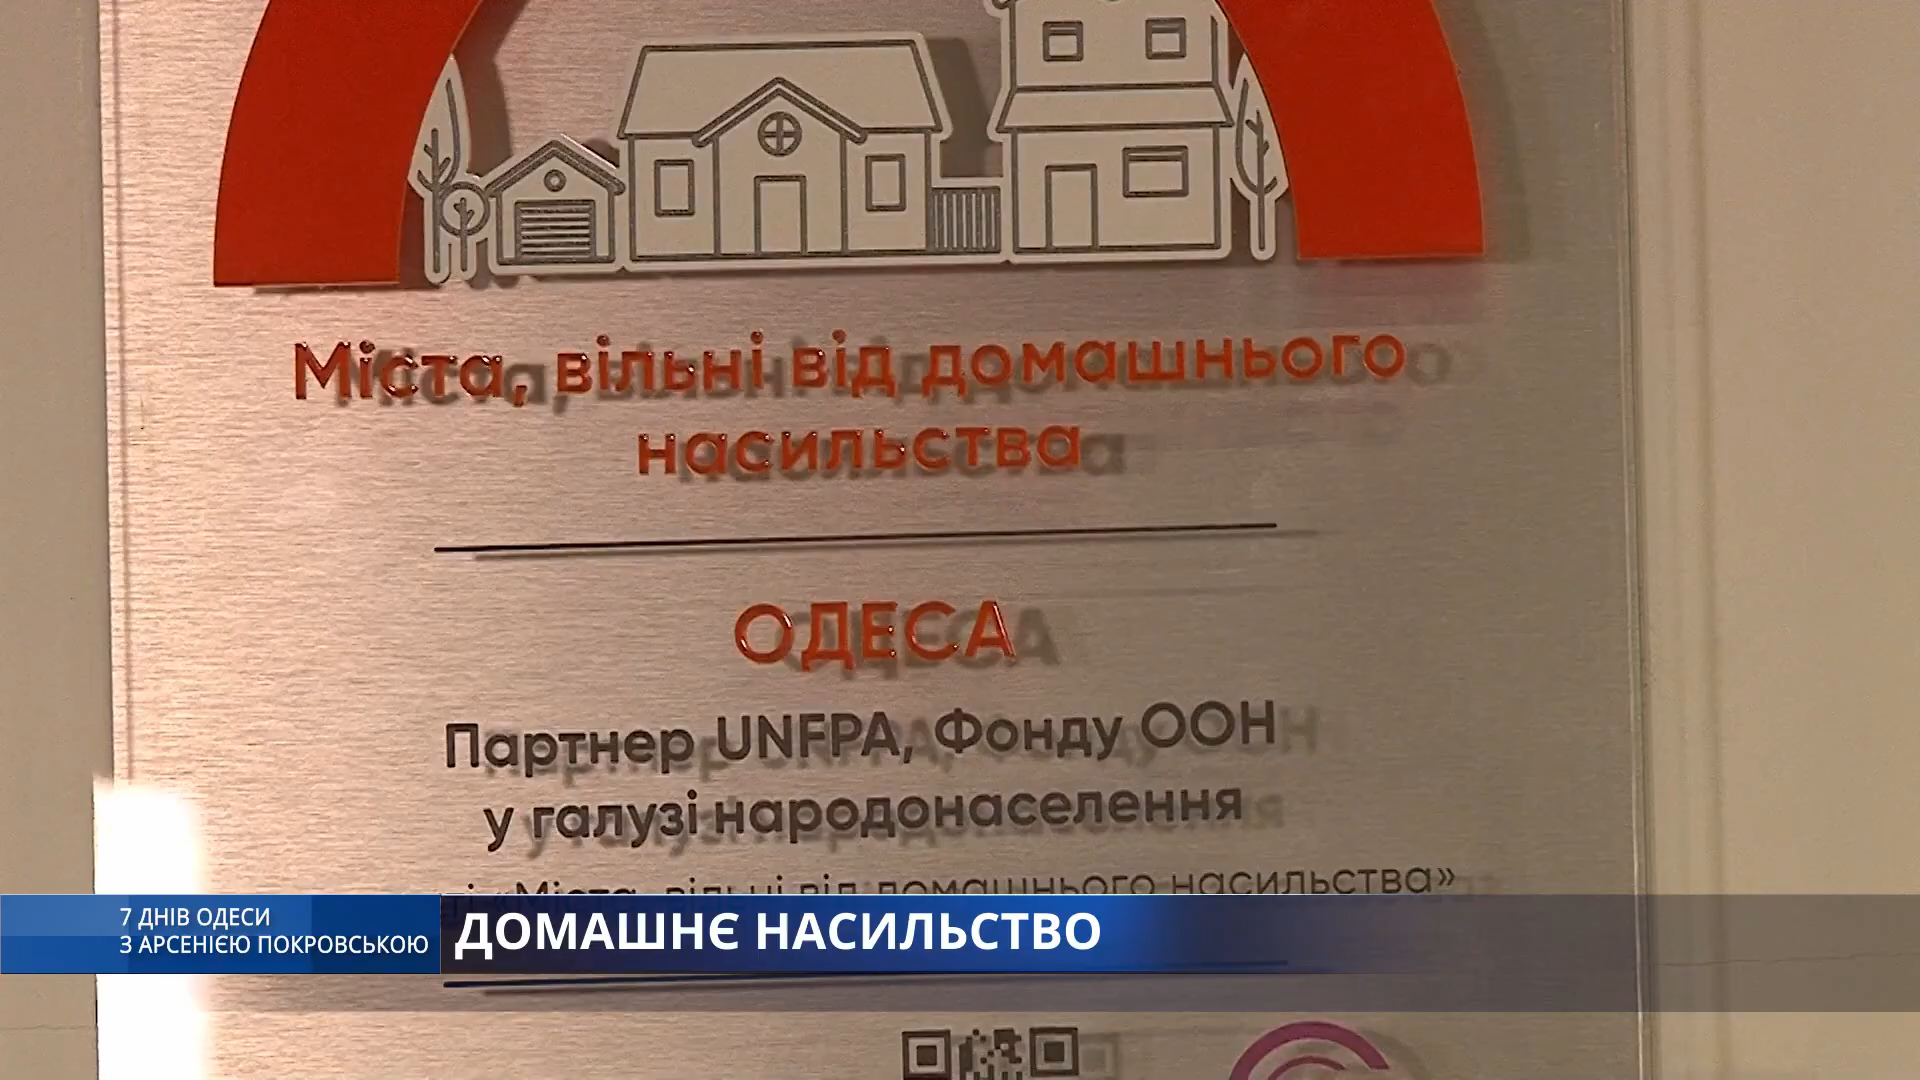 Міста, вільні від домашнього
насильства
ОДЕСА
Партнер UNFPA, Фонду ООН
у галузі народонаселення
«Міста, вільні від домашнього насильства»
7 ДНІВ ОДЕСИ
З АРСЕНІЄЮ ПОКРОВСЬКОЮ
ДОМАШНЄ НАСИЛЬСТВО